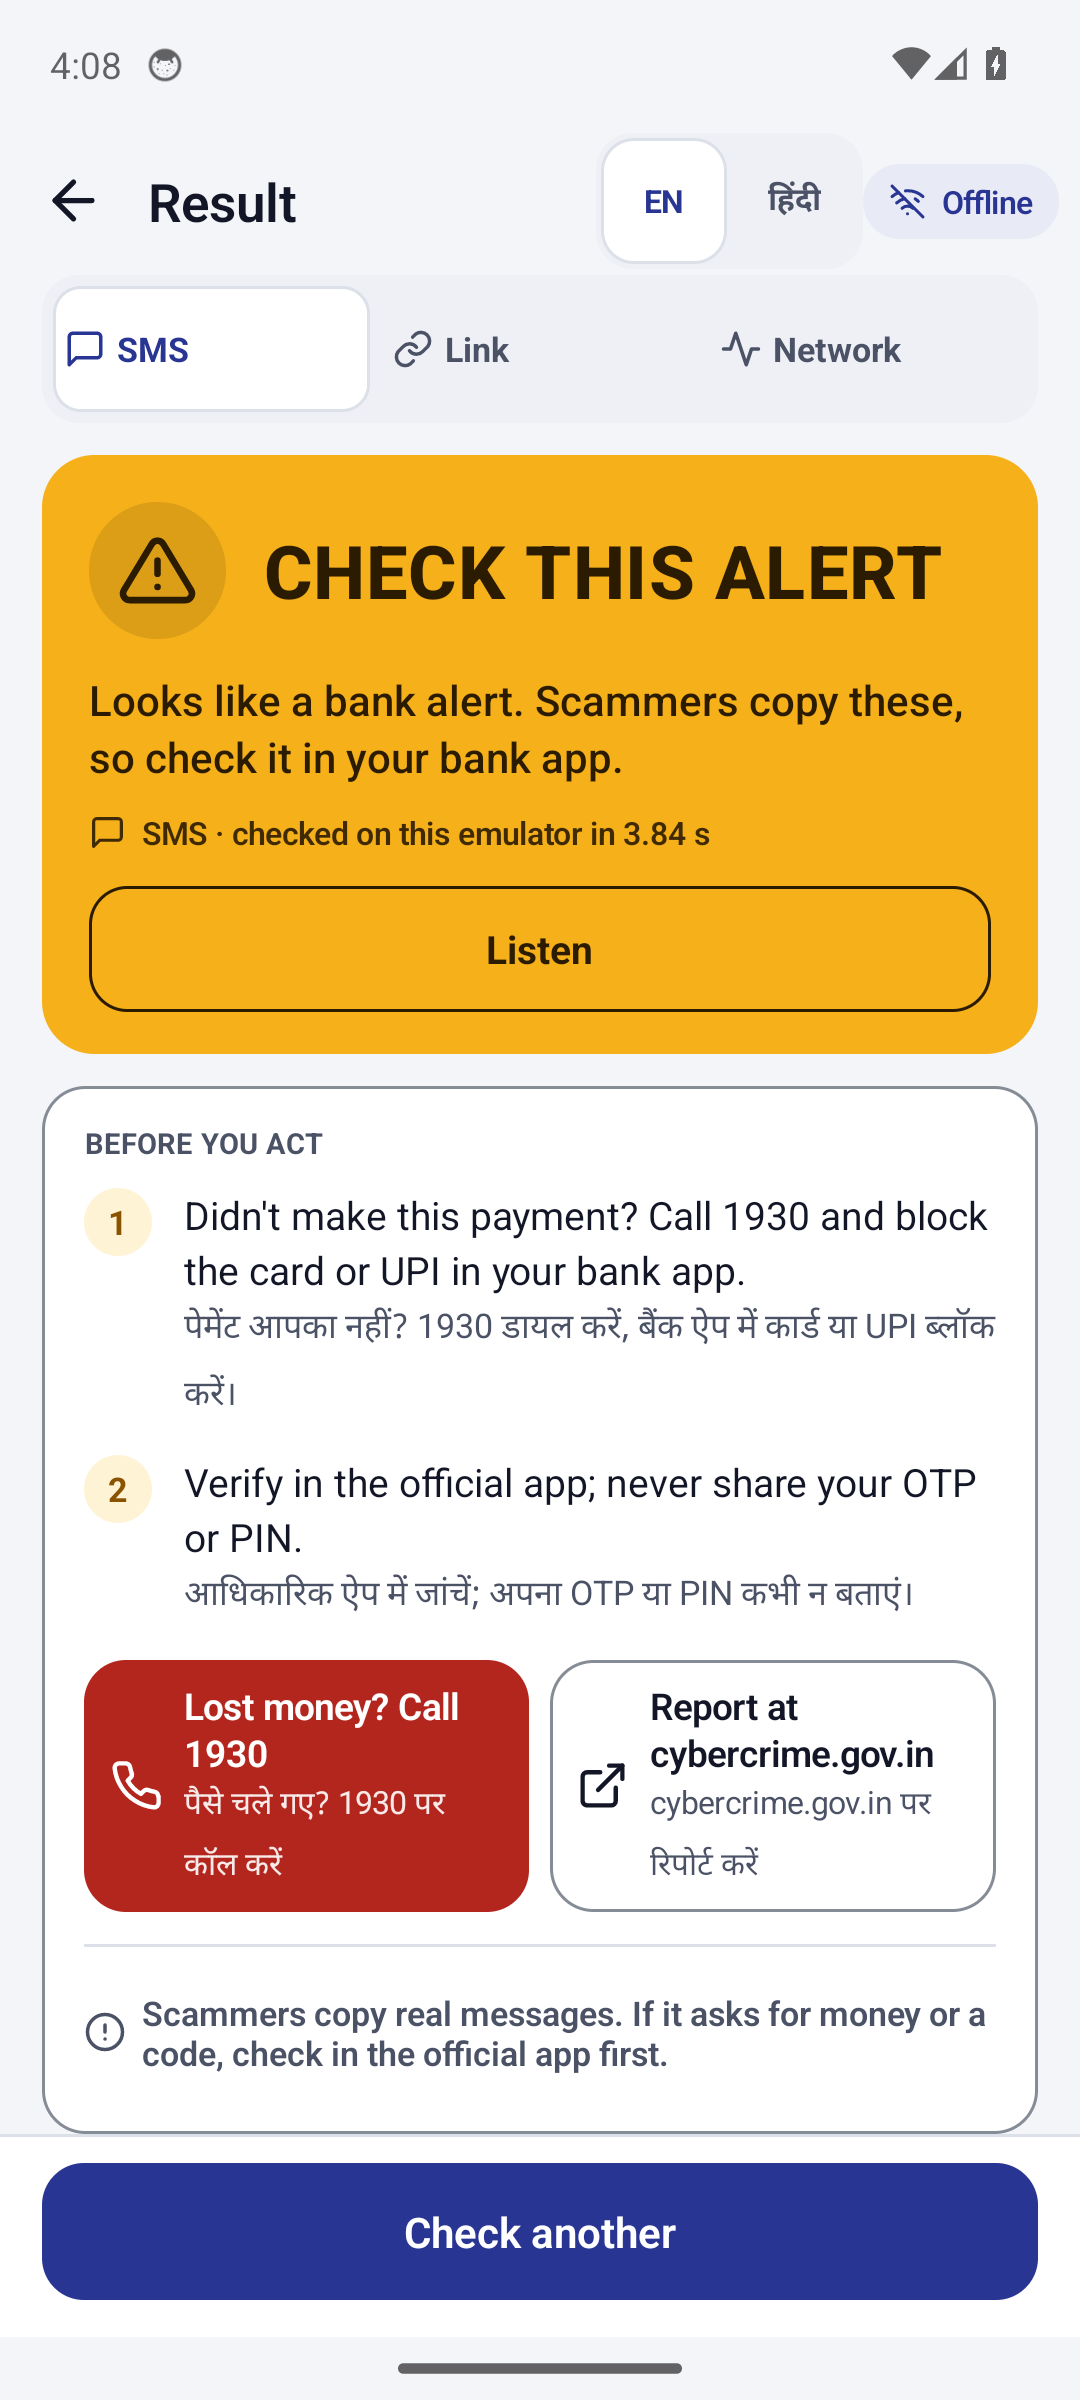 4:08
Result
EN
हिंदी
Offline
SMS
Link
Network
CHECK THIS ALERT
Looks like a bank alert. Scammers copy these,
so check it in your bank app.
SMS · checked on this emulator in 3.84 s
Listen
BEFORE YOU ACT
1
Didn't make this payment? Call 1930 and block
the card or UPI in your bank app.
पेमेंट आपका नहीं? 1930 डायल करें, बैंक ऐप में कार्ड या UPI ब्लॉक
करें।
2
Verify in the official app; never share your OTP
or PIN.
आधिकारिक ऐप में जांचें; अपना OTP या PIN कभी न बताएं।
Lost money? Call
1930
पैसे चले गए? 1930 पर
कॉल करें
Report at
cybercrime.gov.in
cybercrime.gov.in पर
रिपोर्ट करें
Scammers copy real messages. If it asks for money or a
code, check in the official app first.
Check another